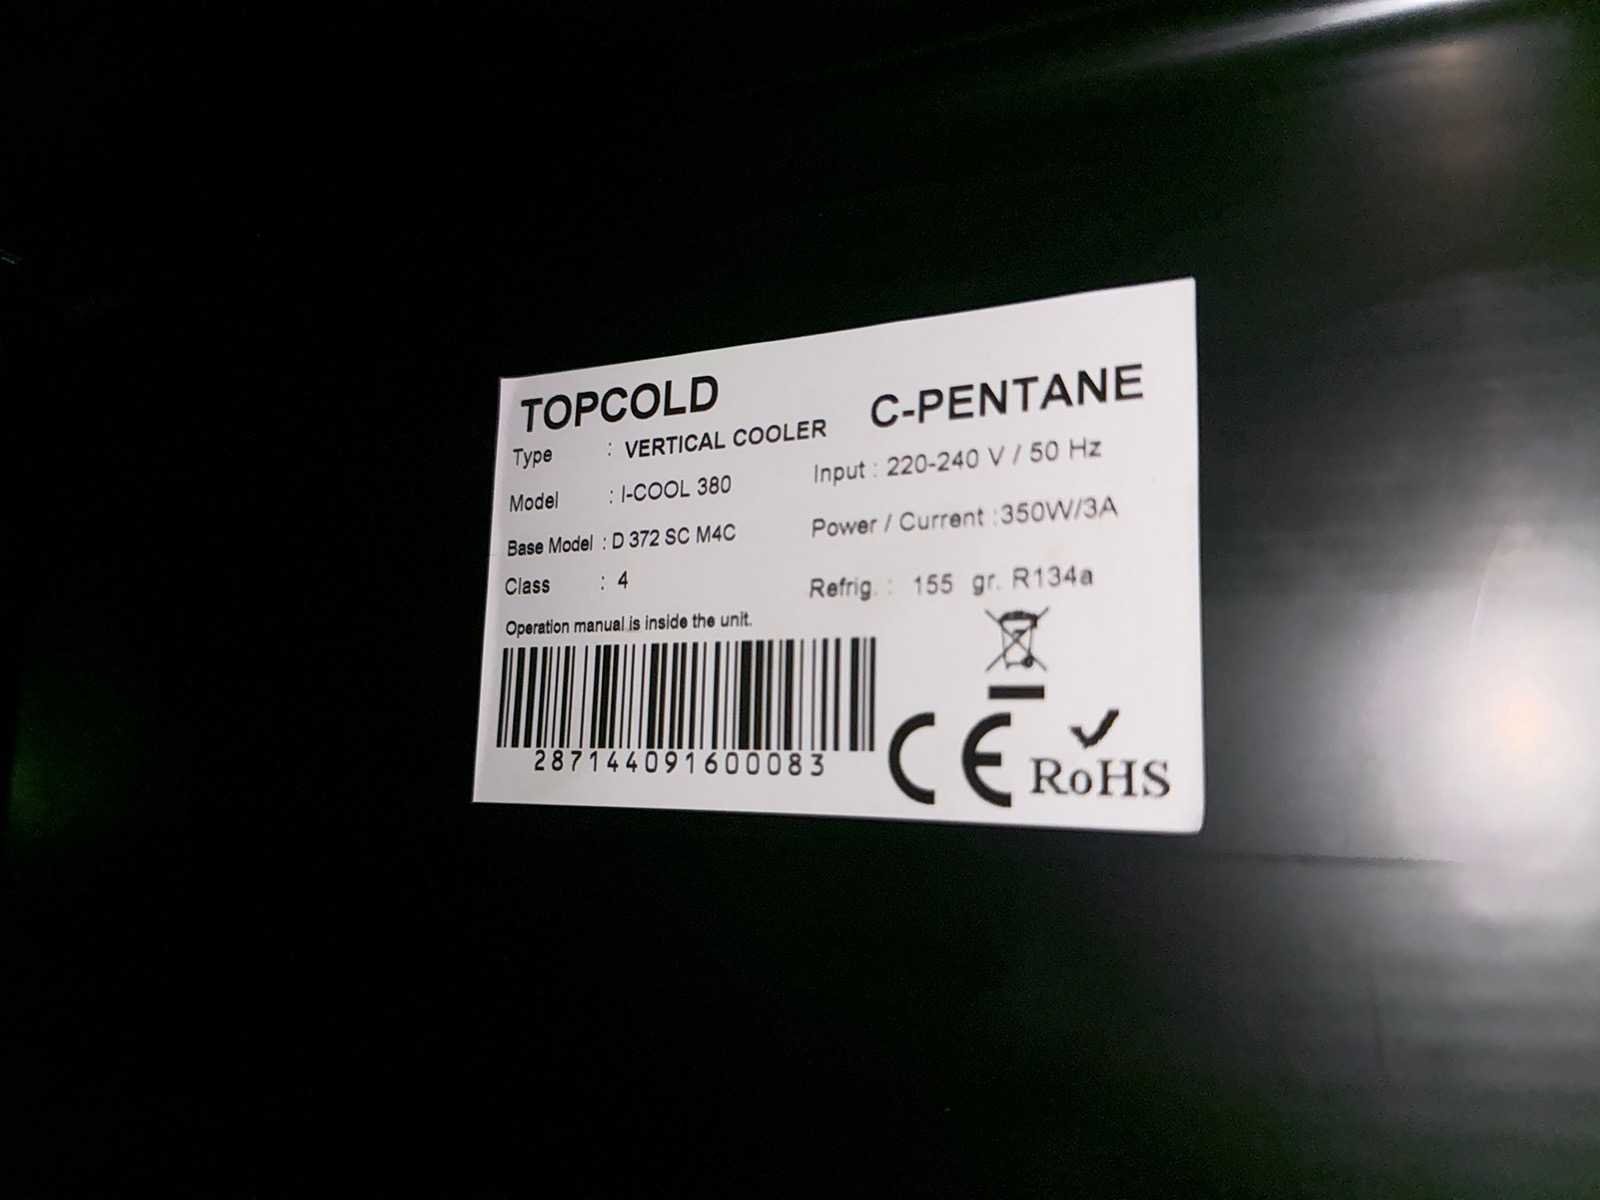 TOPCOLD
C-PENTANE
Type : VERTICAL COOLER
Input : 220-240 V / 50 Hz
Model : I-COOL 380
Power / Current :350W/3A
Base Model : D 372 SC M4C
Refrig. : 155 gr. R134a
Class : 4
Operation manual is inside the unit.
287144091600083
CE
RoHS